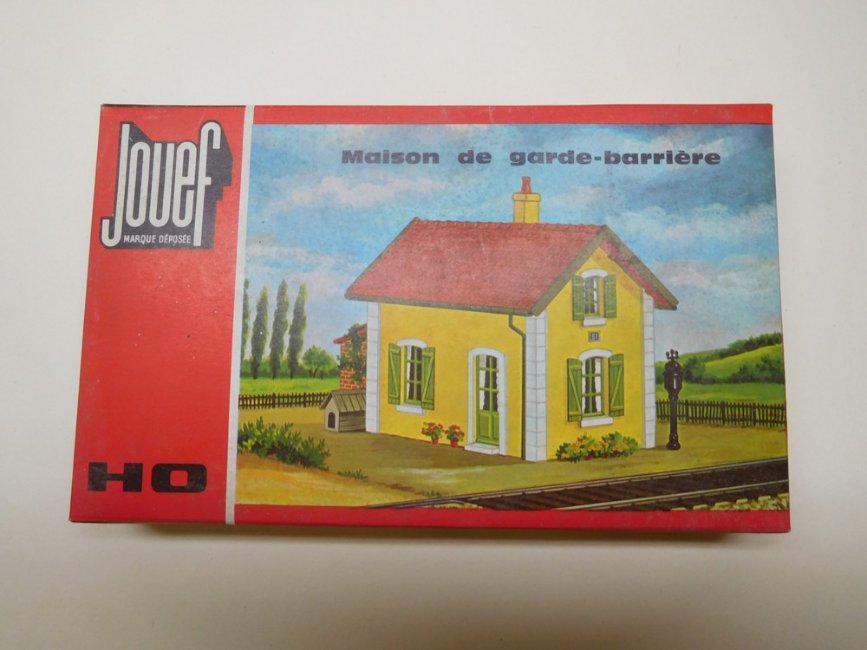 Jouef
MARQUE DÉPOSÉE
Maison de garde-barrière
HO